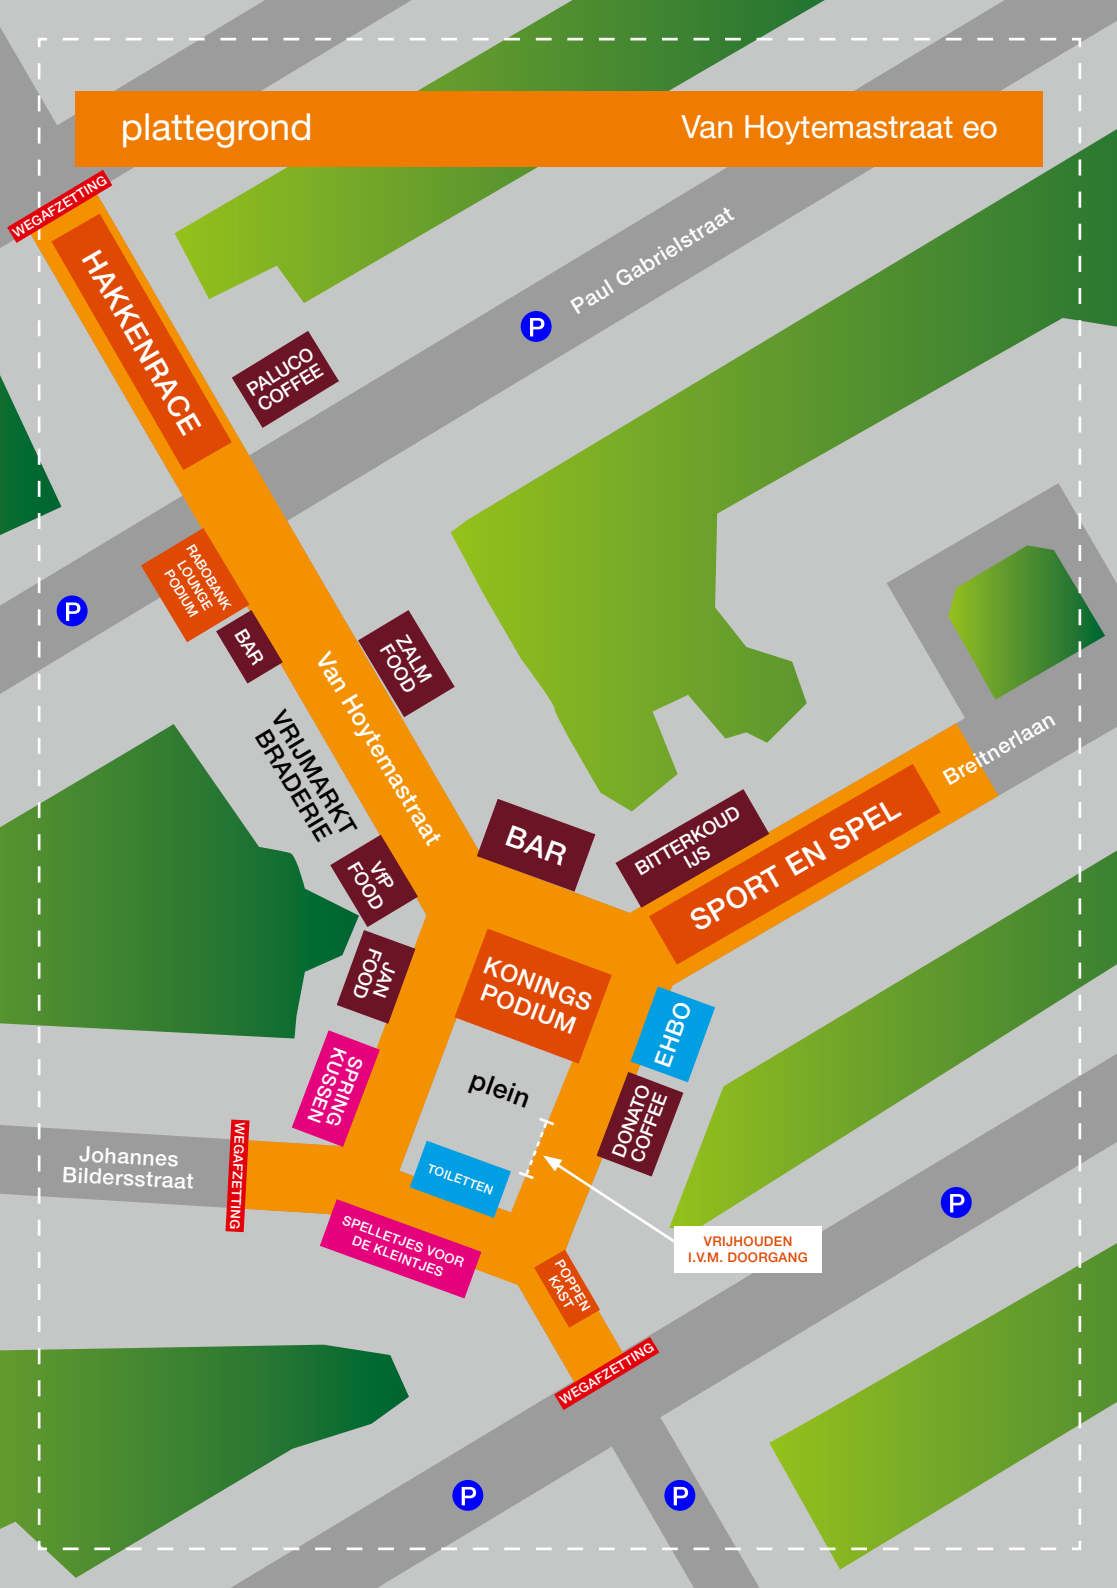 plattegrond
Van Hoytemastraat eo
WEGAFZETTING
HAKKENRACE
Paul Gabrielstraat
P
PALUCO
COFFEE
RABOBANK
LOUNGE
PODIUM
P
BAR
ZALM
FOOD
Van Hoytemastraat
VRIJMARKT
BRADERIE
Breitnerlaan
BAR
BITTERKOUD
IJS
SPORT EN SPEL
VfP
FOOD
JAN
FOOD
KONINGS
PODIUM
EHBO
SPRING
KUSSEN
plein
DONATO
COFFEE
Johannes
Bildersstraat
WEGAFZETTING
TOILETTEN
P
SPELLETJES VOOR
DE KLEINTJES
VRIJHOUDEN
I.V.M. DOORGANG
POPPEN
KAST
WEGAFZETTING
P
P